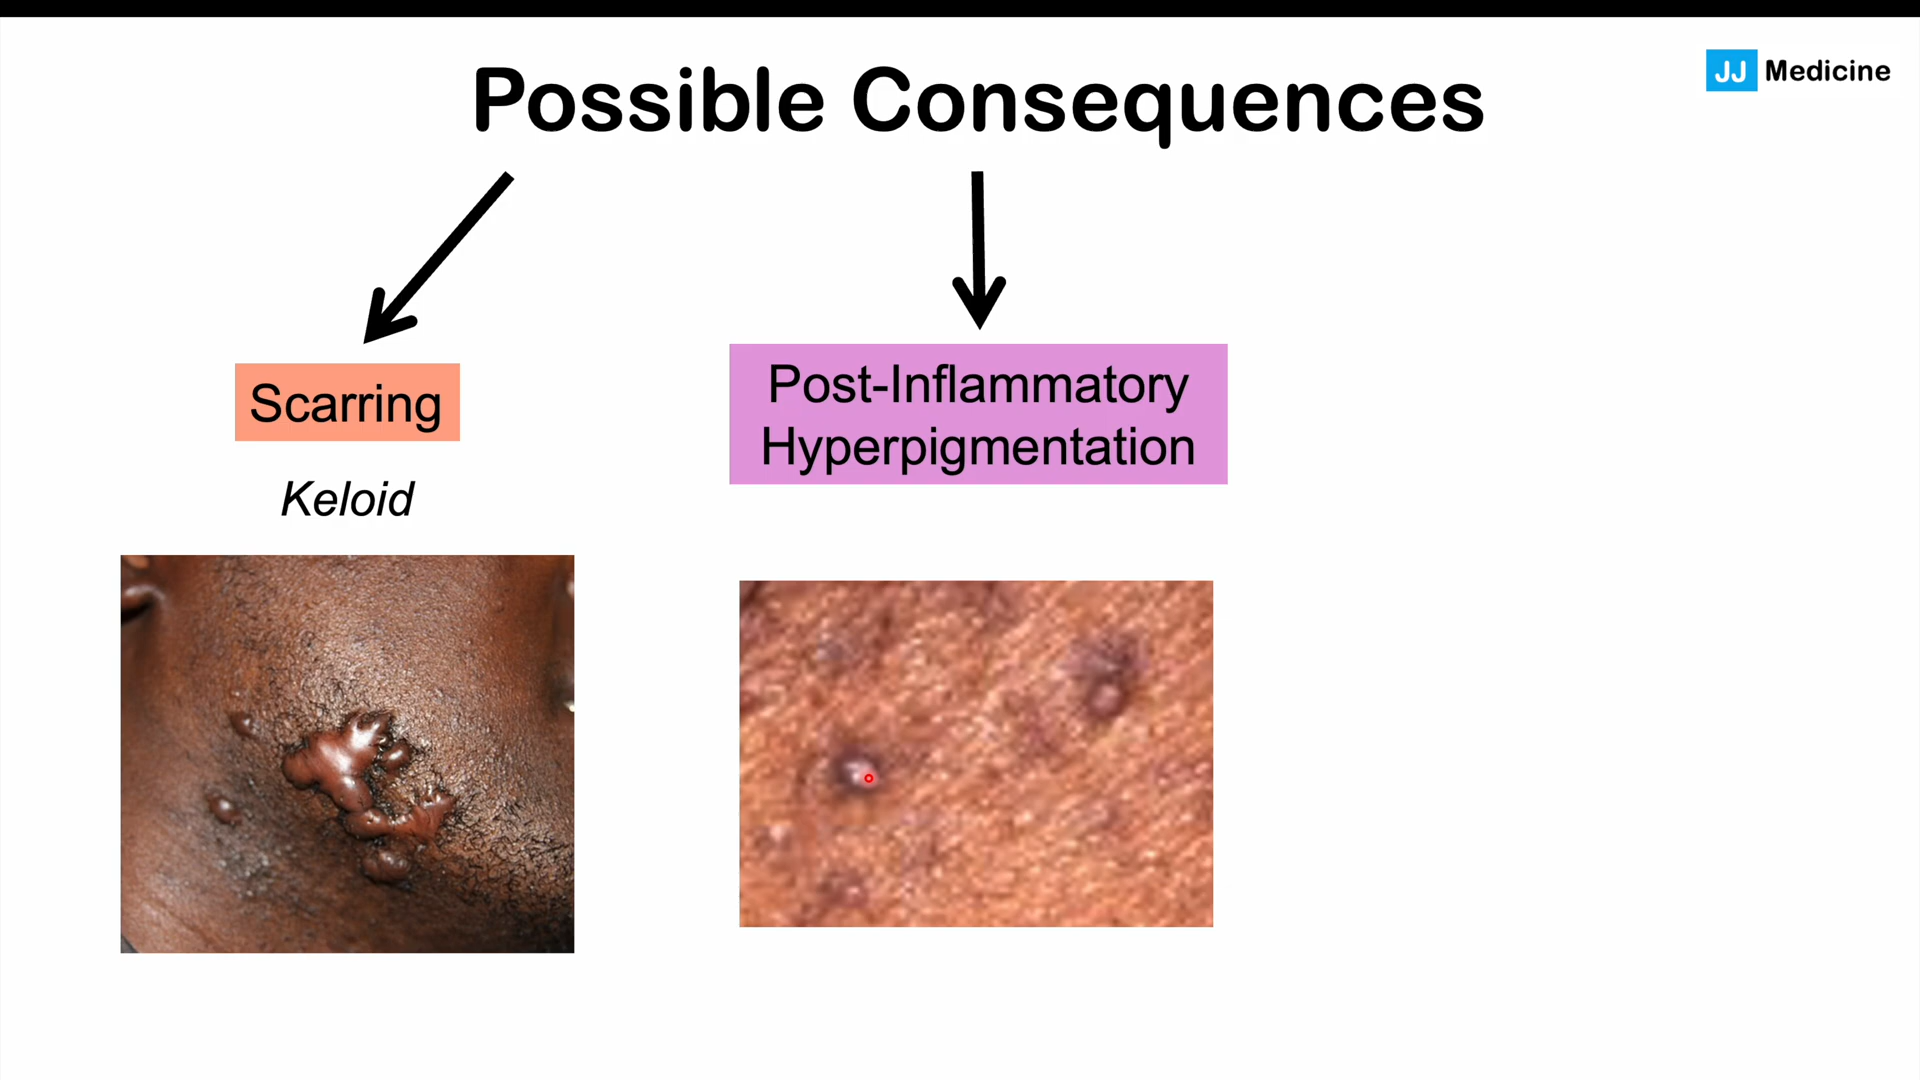 Possible Consequences
JJ Medicine
Scarring
Keloid
Post-Inflammatory
Hyperpigmentation